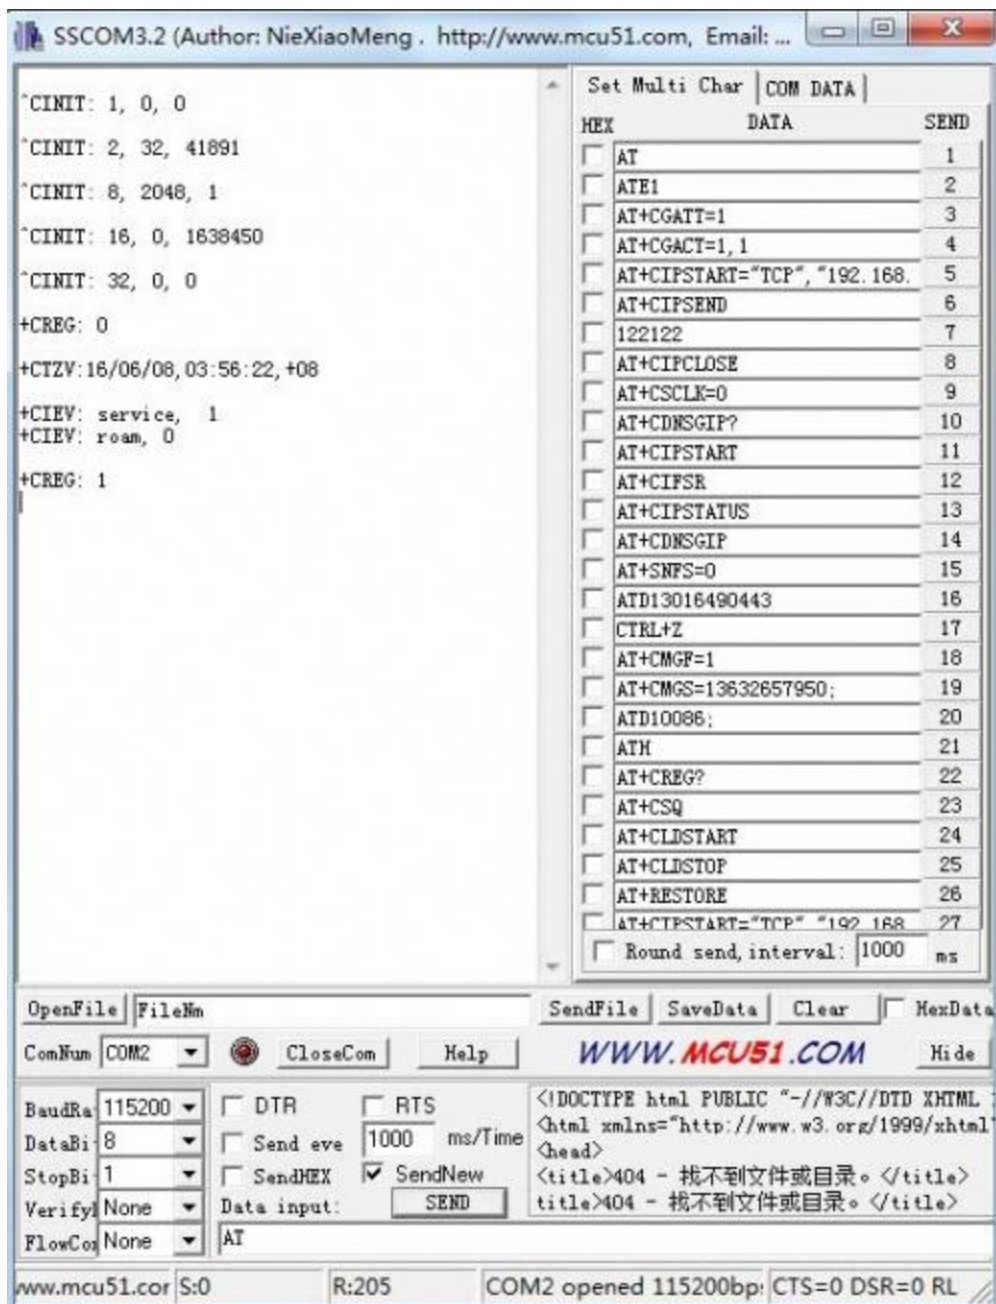 SSCOM3.2 (Author: NieXiaoMeng . http://www.mcu51.com, Email: ...
^CINIT: 1, 0, 0
^CINIT: 2, 32, 41891
^CINIT: 8, 2048, 1
^CINIT: 16, 0, 1638450
^CINIT: 32, 0, 0
+CREG: 0
+CTZV:16/06/08,03:56:22,+08
+CIEV: service, 1
+CIEV: roam, 0
+CREG: 1
Set Multi Char COM DATA
HEX DATA SEND
AT 1
ATE1 2
AT+CGATT=1 3
AT+CGACT=1,1 4
AT+CIPSTART="TCP","192.168. 5
AT+CIPSEND 6
122122 7
AT+CIPCLOSE 8
AT+CSCLK=0 9
AT+CDNSGIP? 10
AT+CIPSTART 11
AT+CIFSR 12
AT+CIPSTATUS 13
AT+CDNSGIP 14
AT+SNFS=0 15
ATD13016490443 16
CTRL+Z 17
AT+CMGF=1 18
AT+CMGS=13632657950; 19
ATD10086; 20
ATH 21
AT+CREG? 22
AT+CSQ 23
AT+CLDSTART 24
AT+CLDSTOP 25
AT+RESTORE 26
AT+CIPSTART="TCP","192.168 27
Round send,interval: 1000 ms
OpenFile FileNm SendFile SaveData Clear HexData
ComNum COM2 CloseCom Help WWW.MCU51.COM Hide
BaudRa 115200 DTR RTS
DataBi 8 Send eve 1000 ms/Time
StopBi 1 SendHEX SendNew
Verify None Data input: SEND
FlowCo None AT
<!DOCTYPE html PUBLIC "-//W3C//DTD XHTML
<html xmlns="http://www.w3.org/1999/xhtml"
<head>
<title>404 - 找不到文件或目录。</title>
title>404 - 找不到文件或目录。</title>
www.mcu51.cor S:0 R:205 COM2 opened 115200bp: CTS=0 DSR=0 RL